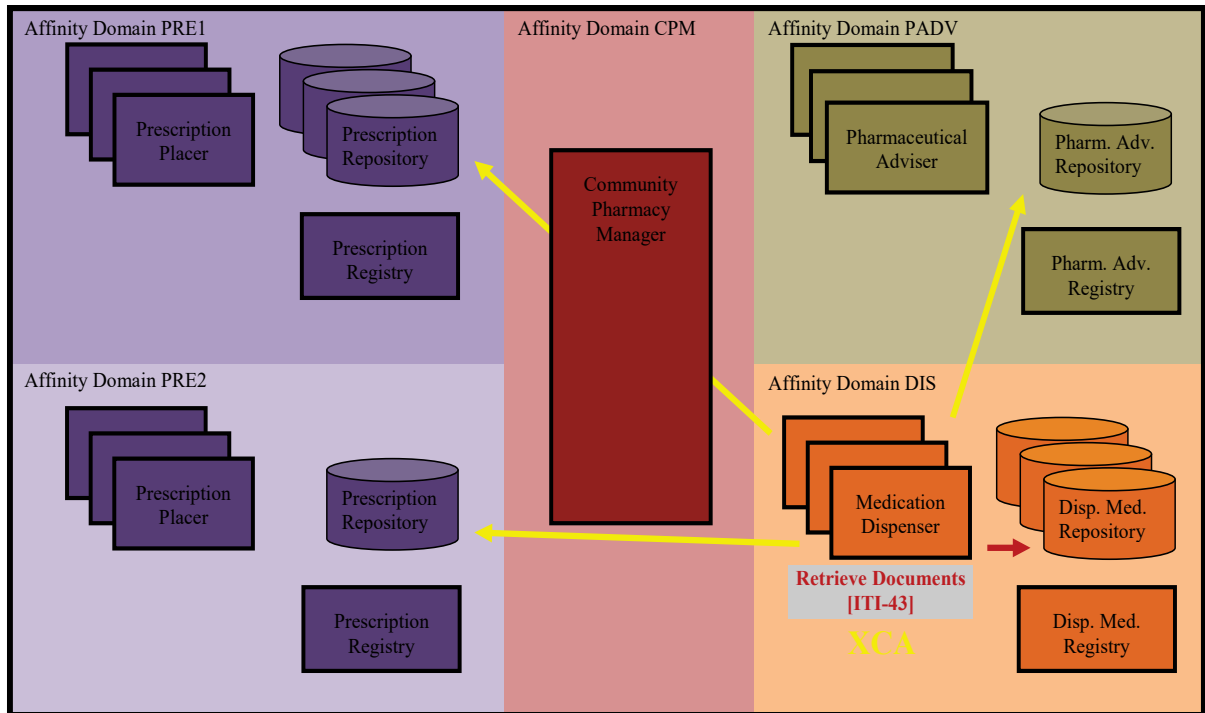 Affinity Domain PRE1
Prescription
Placer
Prescription
Repository
Prescription
Registry
Affinity Domain CPM
Community
Pharmacy
Manager
Affinity Domain PADV
Pharmaceutical
Adviser
Pharm. Adv.
Repository
Pharm. Adv.
Registry
Affinity Domain PRE2
Prescription
Placer
Prescription
Repository
Prescription
Registry
Affinity Domain DIS
Medication
Dispenser
Disp. Med.
Repository
Retrieve Documents
[ITI-43]
XCA
Disp. Med.
Registry